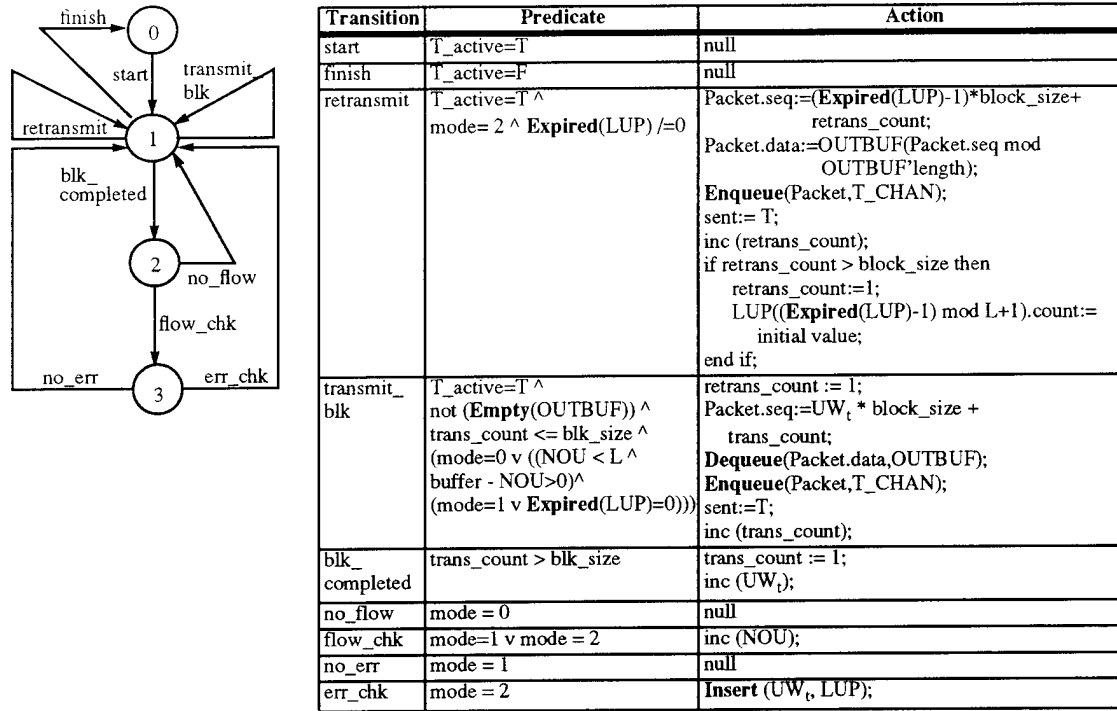 finish
0
start
transmit_
blk
retransmit
1
blk_
completed
2
no_flow
flow_chk
no_err
err_chk
3
Transition Predicate Action
start T_active=T null
finish T_active=F null
retransmit T_active=T ^ Packet.seq:=(Expired(LUP)-1)*block_size+
mode= 2 ^ Expired(LUP) /=0 retrans_count;
Packet.data:=OUTBUF(Packet.seq mod
OUTBUF'length);
Enqueue(Packet,T_CHAN);
sent:= T;
inc (retrans_count);
if retrans_count > block_size then
retrans_count:=1;
LUP((Expired(LUP)-1) mod L+1).count:=
initial value;
end if;
transmit_ T_active=T ^ retrans_count := 1;
blk not (Empty(OUTBUF)) ^ Packet.seq:=UWt * block_size +
trans_count <= blk_size ^ trans_count;
(mode=0 v ((NOU < L ^ Dequeue(Packet.data,OUTBUF);
buffer - NOU>0)^ Enqueue(Packet,T_CHAN);
(mode=1 v Expired(LUP)=0))) sent:=T;
inc (trans_count);
blk_ trans_count > blk_size trans_count := 1;
completed inc (UWt);
no_flow mode = 0 null
flow_chk mode=1 v mode = 2 inc (NOU);
no_err mode = 1 null
err_chk mode = 2 Insert (UWt, LUP);